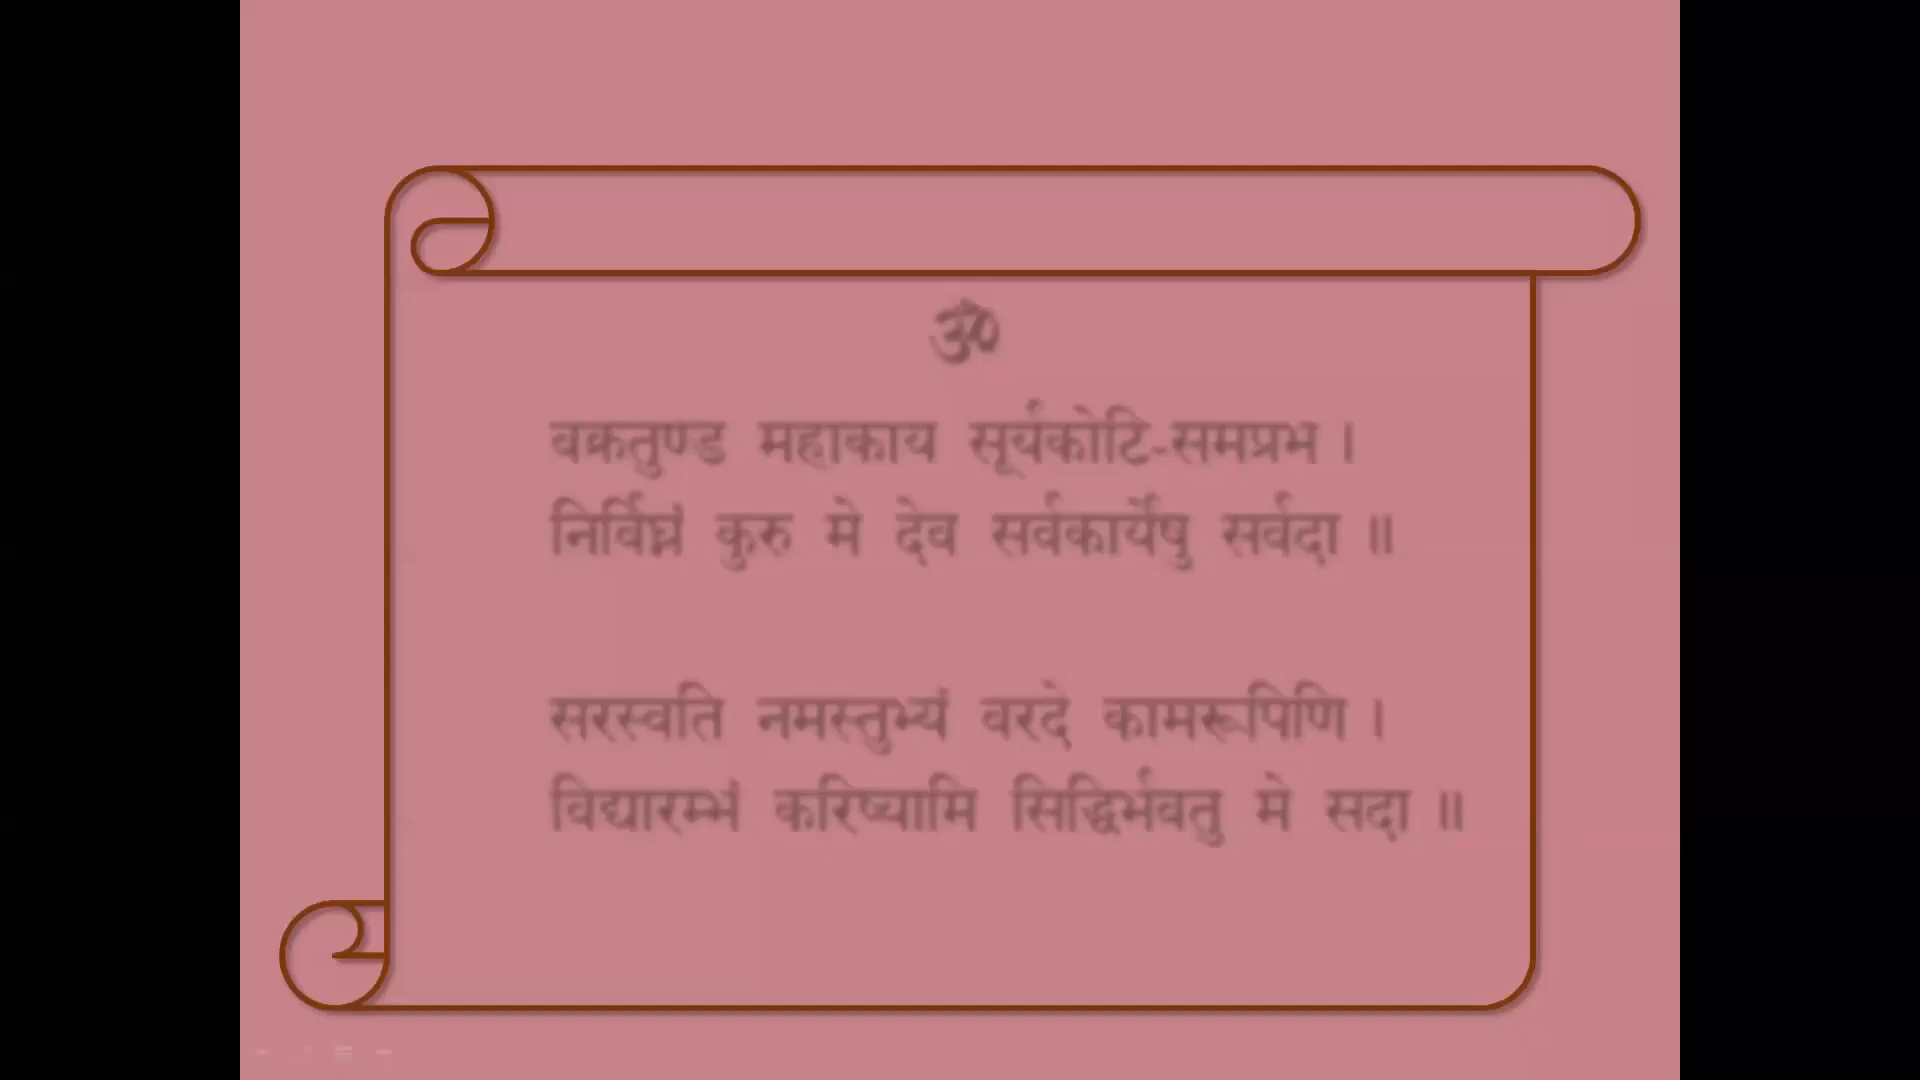 ॐ
वक्रतुण्ड महाकाय सूर्यकोटि-समप्रभ ।
निर्विघ्नं कुरु मे देव सर्वकार्येषु सर्वदा ॥
सरस्वति नमस्तुभ्यं वरदे कामरूपिणि ।
विद्यारम्भं करिष्यामि सिद्धिर्भवतु मे सदा ॥